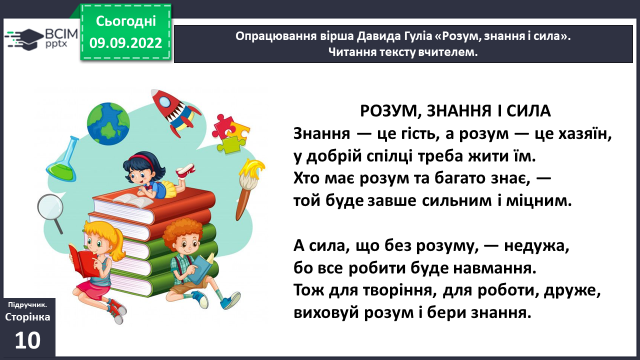 ВСІМ
pptx
Сьогодні
09.09.2022
Опрацювання вірша Давида Гуліа «Розум, знання і сила».
Читання тексту вчителем.
РОЗУМ, ЗНАННЯ І СИЛА
Знання — це гість, а розум — це хазяїн,
у добрій спілці треба жити їм.
Хто має розум та багато знає, —
той буде завше сильним і міцним.
А сила, що без розуму, — недужа,
бо все робити буде навмання.
Тож для творіння, для роботи, друже,
виховуй розум і бери знання.
Підручник.
Сторінка
10